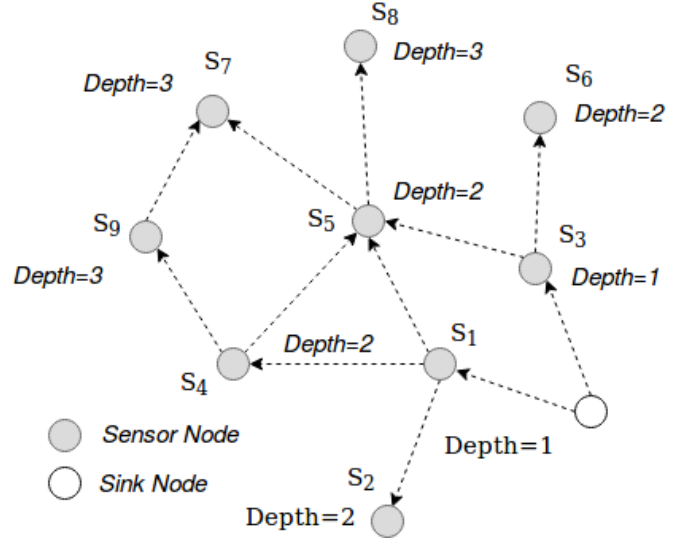 S8
Depth=3
S7
Depth=3
S6
Depth=2
Depth=2
S5
S9
Depth=3
S3
Depth=1
S1
Depth=2
S4
Sensor Node
Depth=1
Sink Node
S2
Depth=2